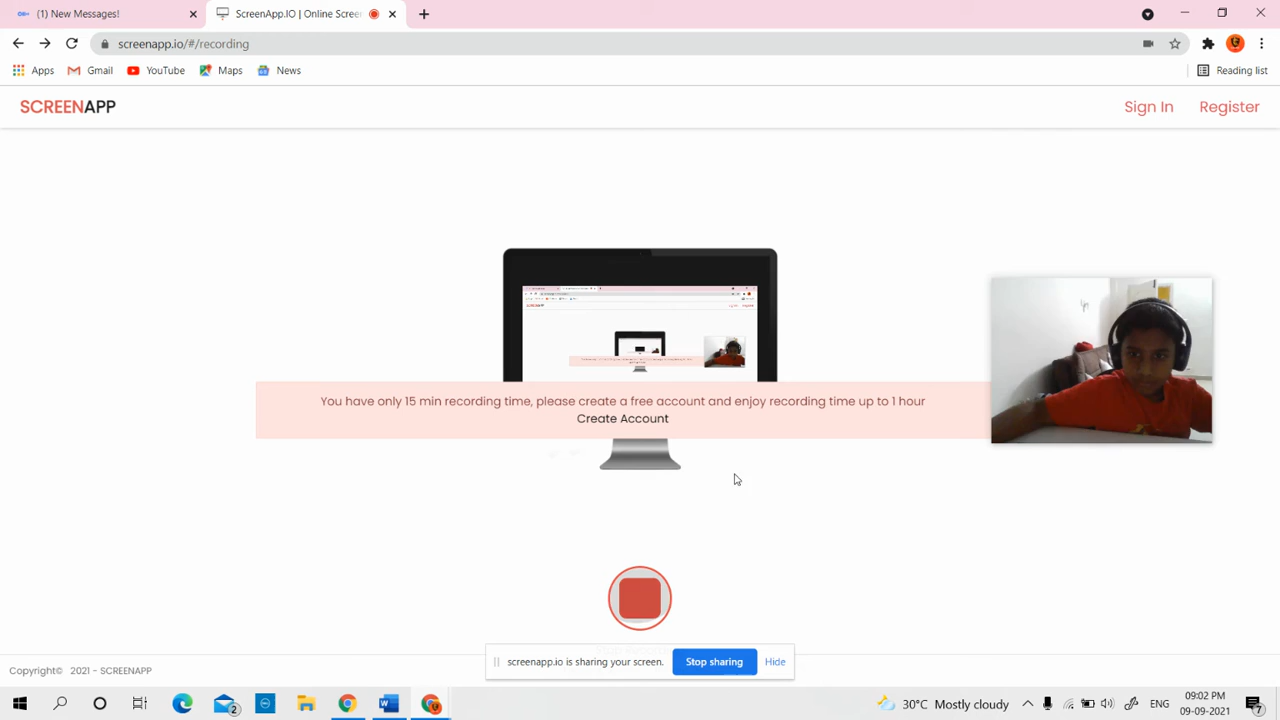 (1) New Messages!
ScreenApp.IO | Online Scree
screenapp.io/#/recording
Apps
Gmail
YouTube
Maps
News
Reading list
SCREENAPP
Sign In
Register
You have only 15 min recording time, please create a free account and enjoy recording time up to 1 hour
Create Account
screenapp.io is sharing your screen.
Stop sharing
Hide
Copyright© 2021 - SCREENAPP
2
30°C Mostly cloudy
ENG
09:02 PM
09-09-2021
7